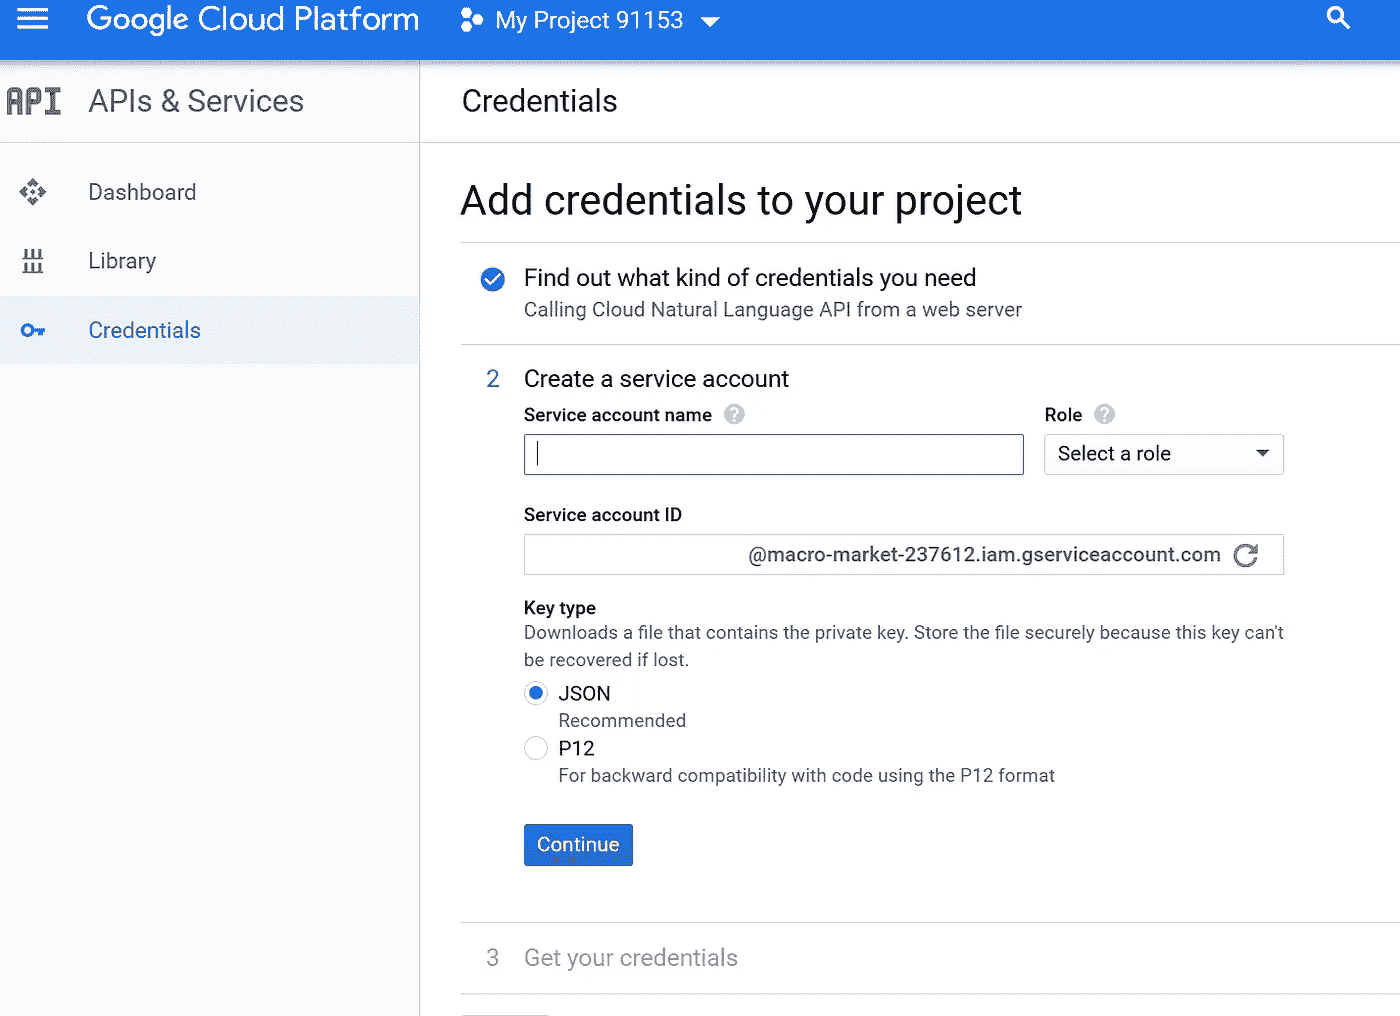 Google Cloud Platform
My Project 91153
API APIs & Services
Credentials
Dashboard
Library
Credentials
Add credentials to your project
Find out what kind of credentials you need
Calling Cloud Natural Language API from a web server
2 Create a service account
Service account name ?
Role ?
Select a role
Service account ID
@macro-market-237612.iam.gserviceaccount.com
Key type
Downloads a file that contains the private key. Store the file securely because this key can't
be recovered if lost.
JSON
Recommended
P12
For backward compatibility with code using the P12 format
Continue
3 Get your credentials